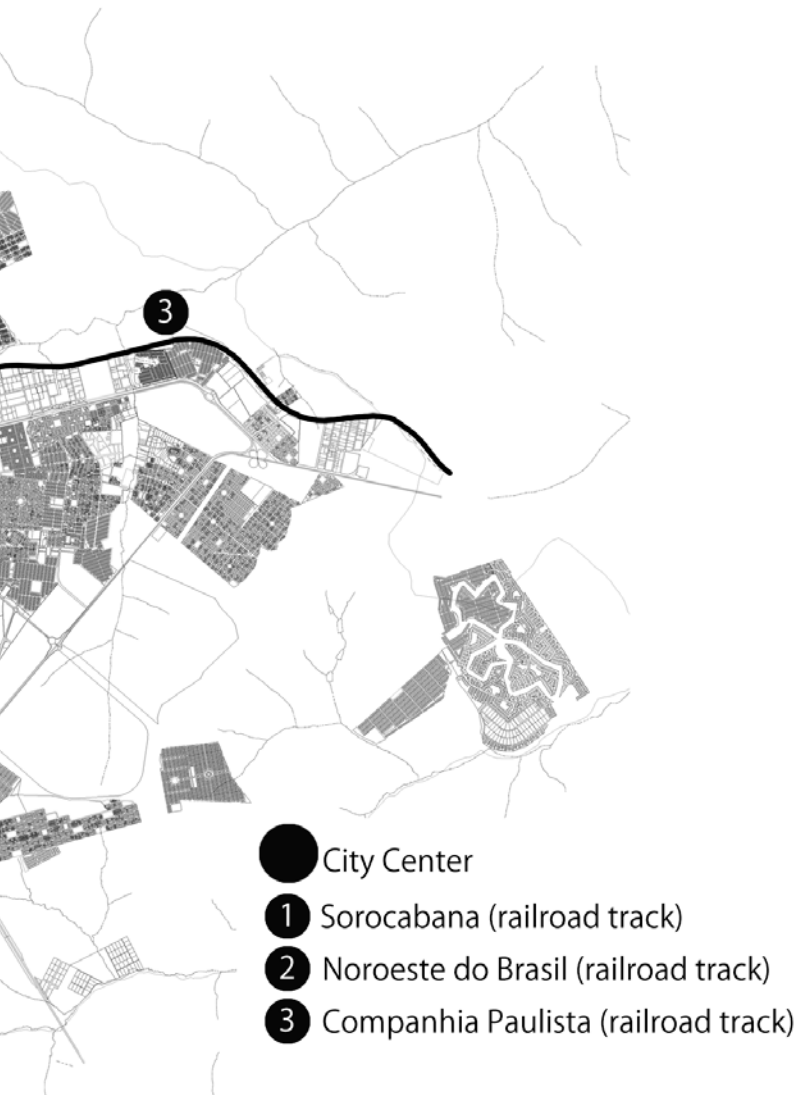 3
City Center
1 Sorocabana (railroad track)
2 Noroeste do Brasil (railroad track)
3 Companhia Paulista (railroad track)